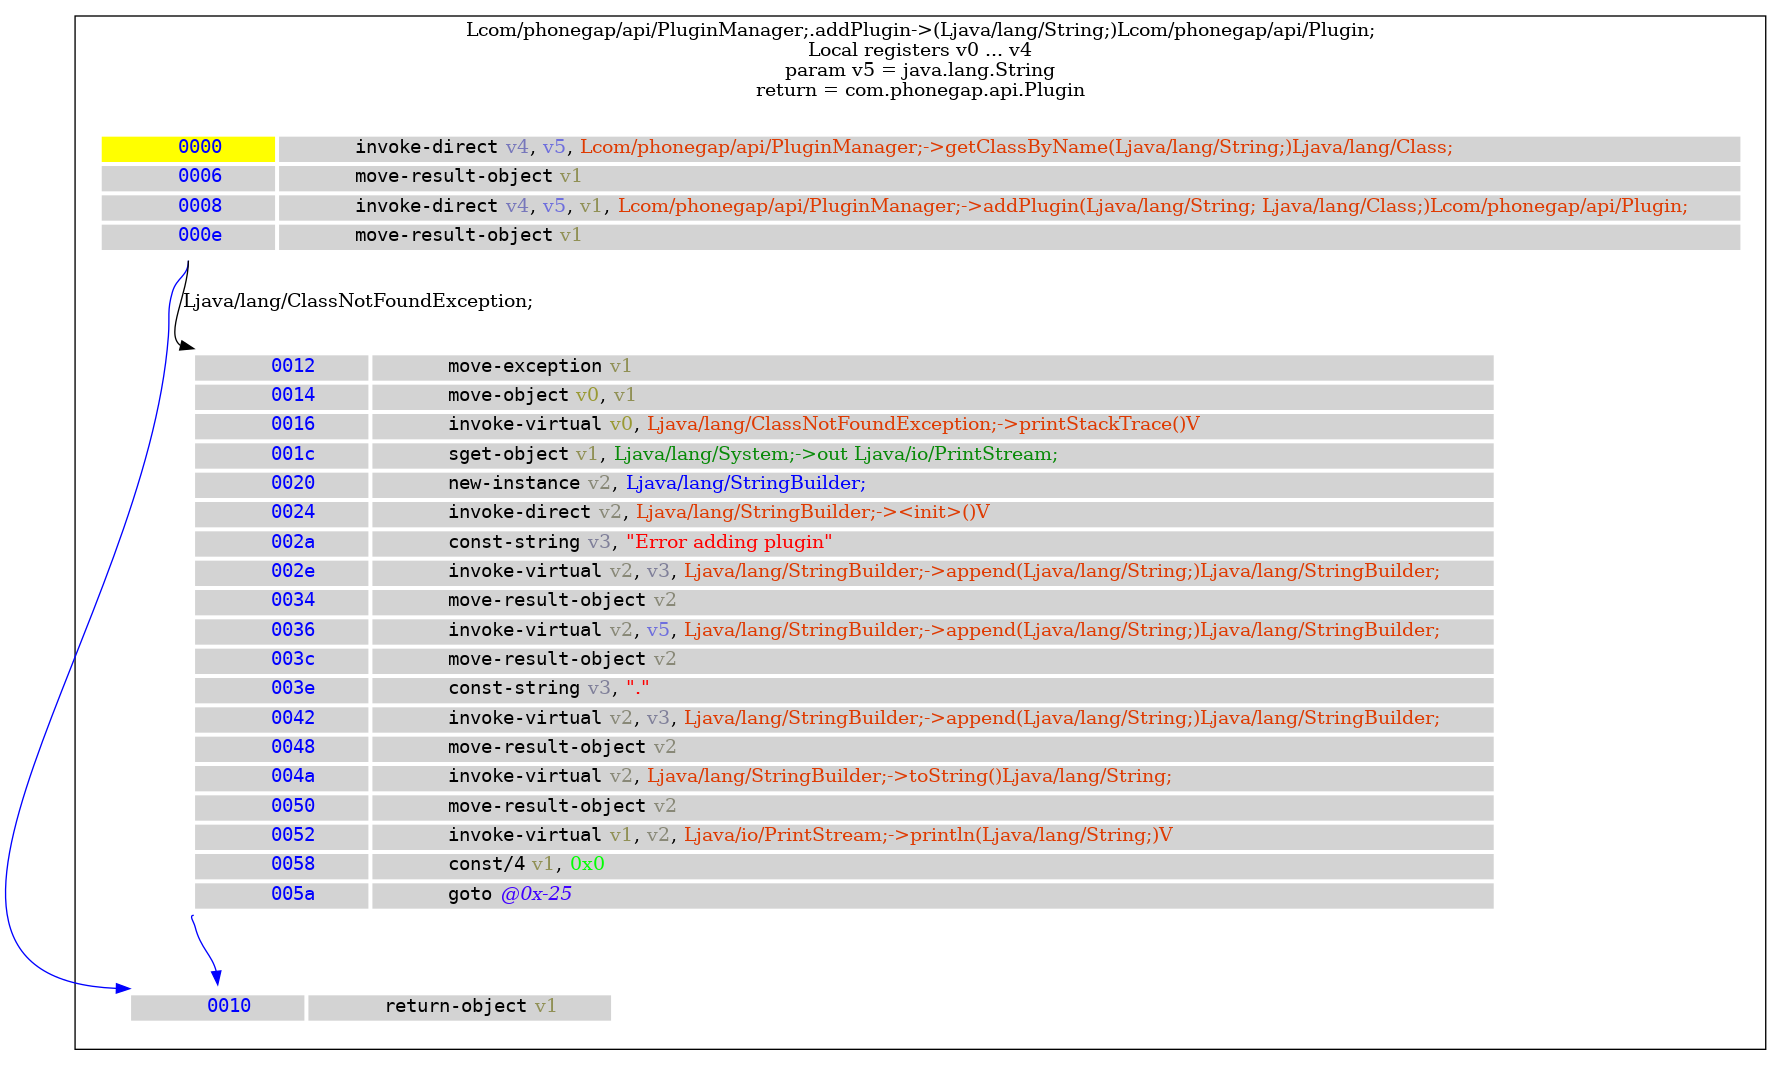 Lcom/phonegap/api/PluginManager;.addPlugin->(Ljava/lang/String;)Lcom/phonegap/api/Plugin;
Local registers v0 ... v4
param v5 = java.lang.String
return = com.phonegap.api.Plugin
0000 invoke-direct v4, v5, Lcom/phonegap/api/PluginManager;->getClassByName(Ljava/lang/String;)Ljava/lang/Class;
0006 move-result-object v1
0008 invoke-direct v4, v5, v1, Lcom/phonegap/api/PluginManager;->addPlugin(Ljava/lang/String; Ljava/lang/Class;)Lcom/phonegap/api/Plugin;
000e move-result-object v1
Ljava/lang/ClassNotFoundException;
0012 move-exception v1
0014 move-object v0, v1
0016 invoke-virtual v0, Ljava/lang/ClassNotFoundException;->printStackTrace()V
001c sget-object v1, Ljava/lang/System;->out Ljava/io/PrintStream;
0020 new-instance v2, Ljava/lang/StringBuilder;
0024 invoke-direct v2, Ljava/lang/StringBuilder;-><init>()V
002a const-string v3, "Error adding plugin"
002e invoke-virtual v2, v3, Ljava/lang/StringBuilder;->append(Ljava/lang/String;)Ljava/lang/StringBuilder;
0034 move-result-object v2
0036 invoke-virtual v2, v5, Ljava/lang/StringBuilder;->append(Ljava/lang/String;)Ljava/lang/StringBuilder;
003c move-result-object v2
003e const-string v3, "."
0042 invoke-virtual v2, v3, Ljava/lang/StringBuilder;->append(Ljava/lang/String;)Ljava/lang/StringBuilder;
0048 move-result-object v2
004a invoke-virtual v2, Ljava/lang/StringBuilder;->toString()Ljava/lang/String;
0050 move-result-object v2
0052 invoke-virtual v1, v2, Ljava/io/PrintStream;->println(Ljava/lang/String;)V
0058 const/4 v1, 0x0
005a goto @0x-25
0010 return-object v1